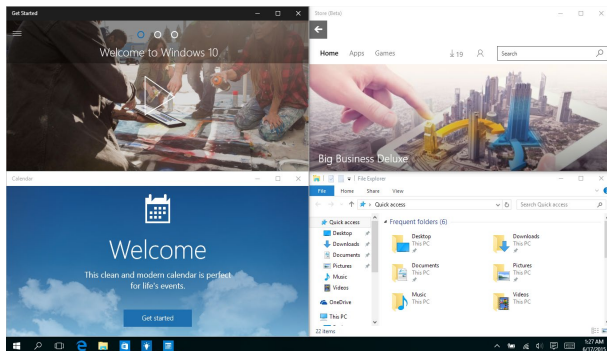 Get Started
Welcome to Windows 10
Store (Beta)
Home Apps Games 19 Search
Big Business Deluxe
Calendar
Welcome
This clean and modern calendar is perfect
for life's events.
Get started
File Explorer
File Home Share View
Quick access Search Quick access
Quick access
Desktop
Downloads
Documents
Pictures
Music
Videos
OneDrive
This PC
22 items
Frequent folders (6)
Desktop
This PC
Downloads
This PC
Documents
This PC
Pictures
This PC
Music
This PC
Videos
This PC
1:27 AM
6/17/2015